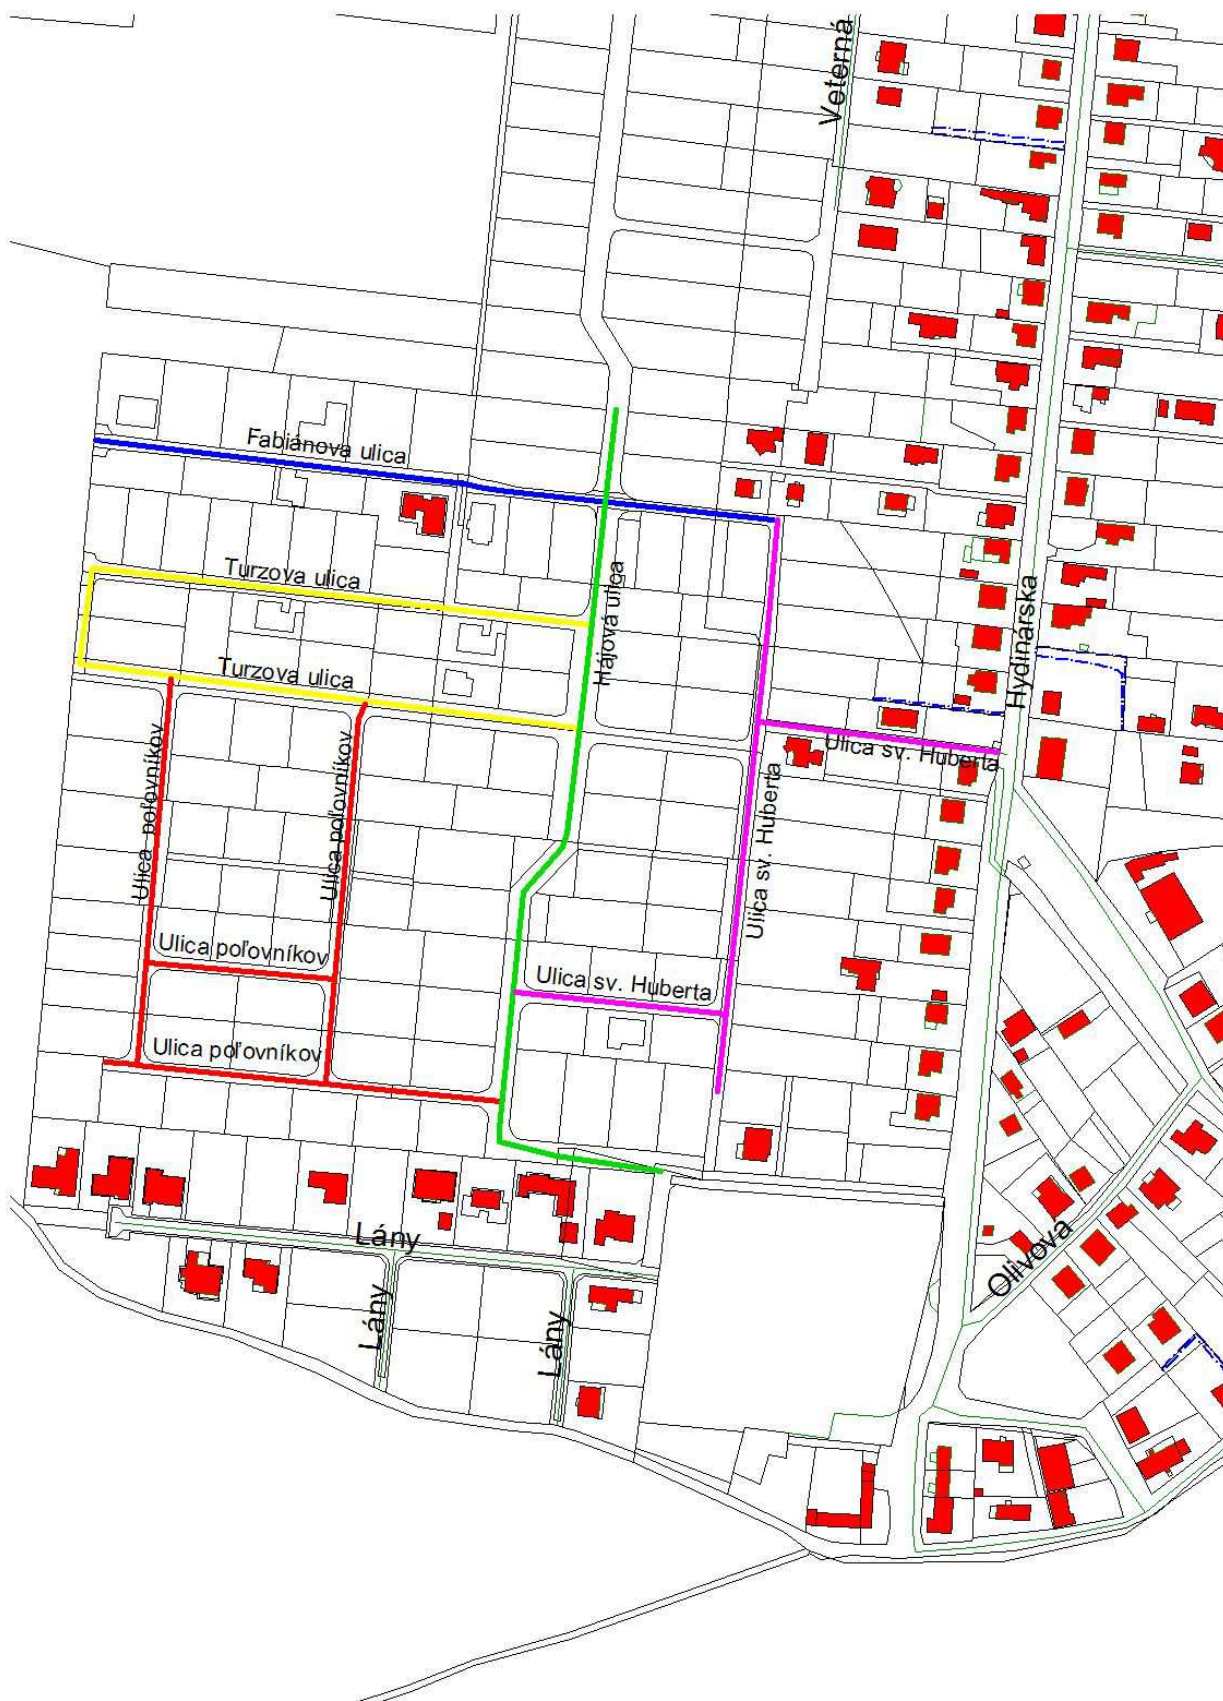 Veterná
Fabiánova ulica
Turzova ulica
Hájová ulica
Hydinárska
Turzova ulica
Ulica poľovníkov
Ulica poľovníkov
Ulica sv. Huberta
Ulica sv. Huberta
Ulica poľovníkov
Ulica sv. Huberta
Ulica poľovníkov
Lány
Olivová
Lány
Lány